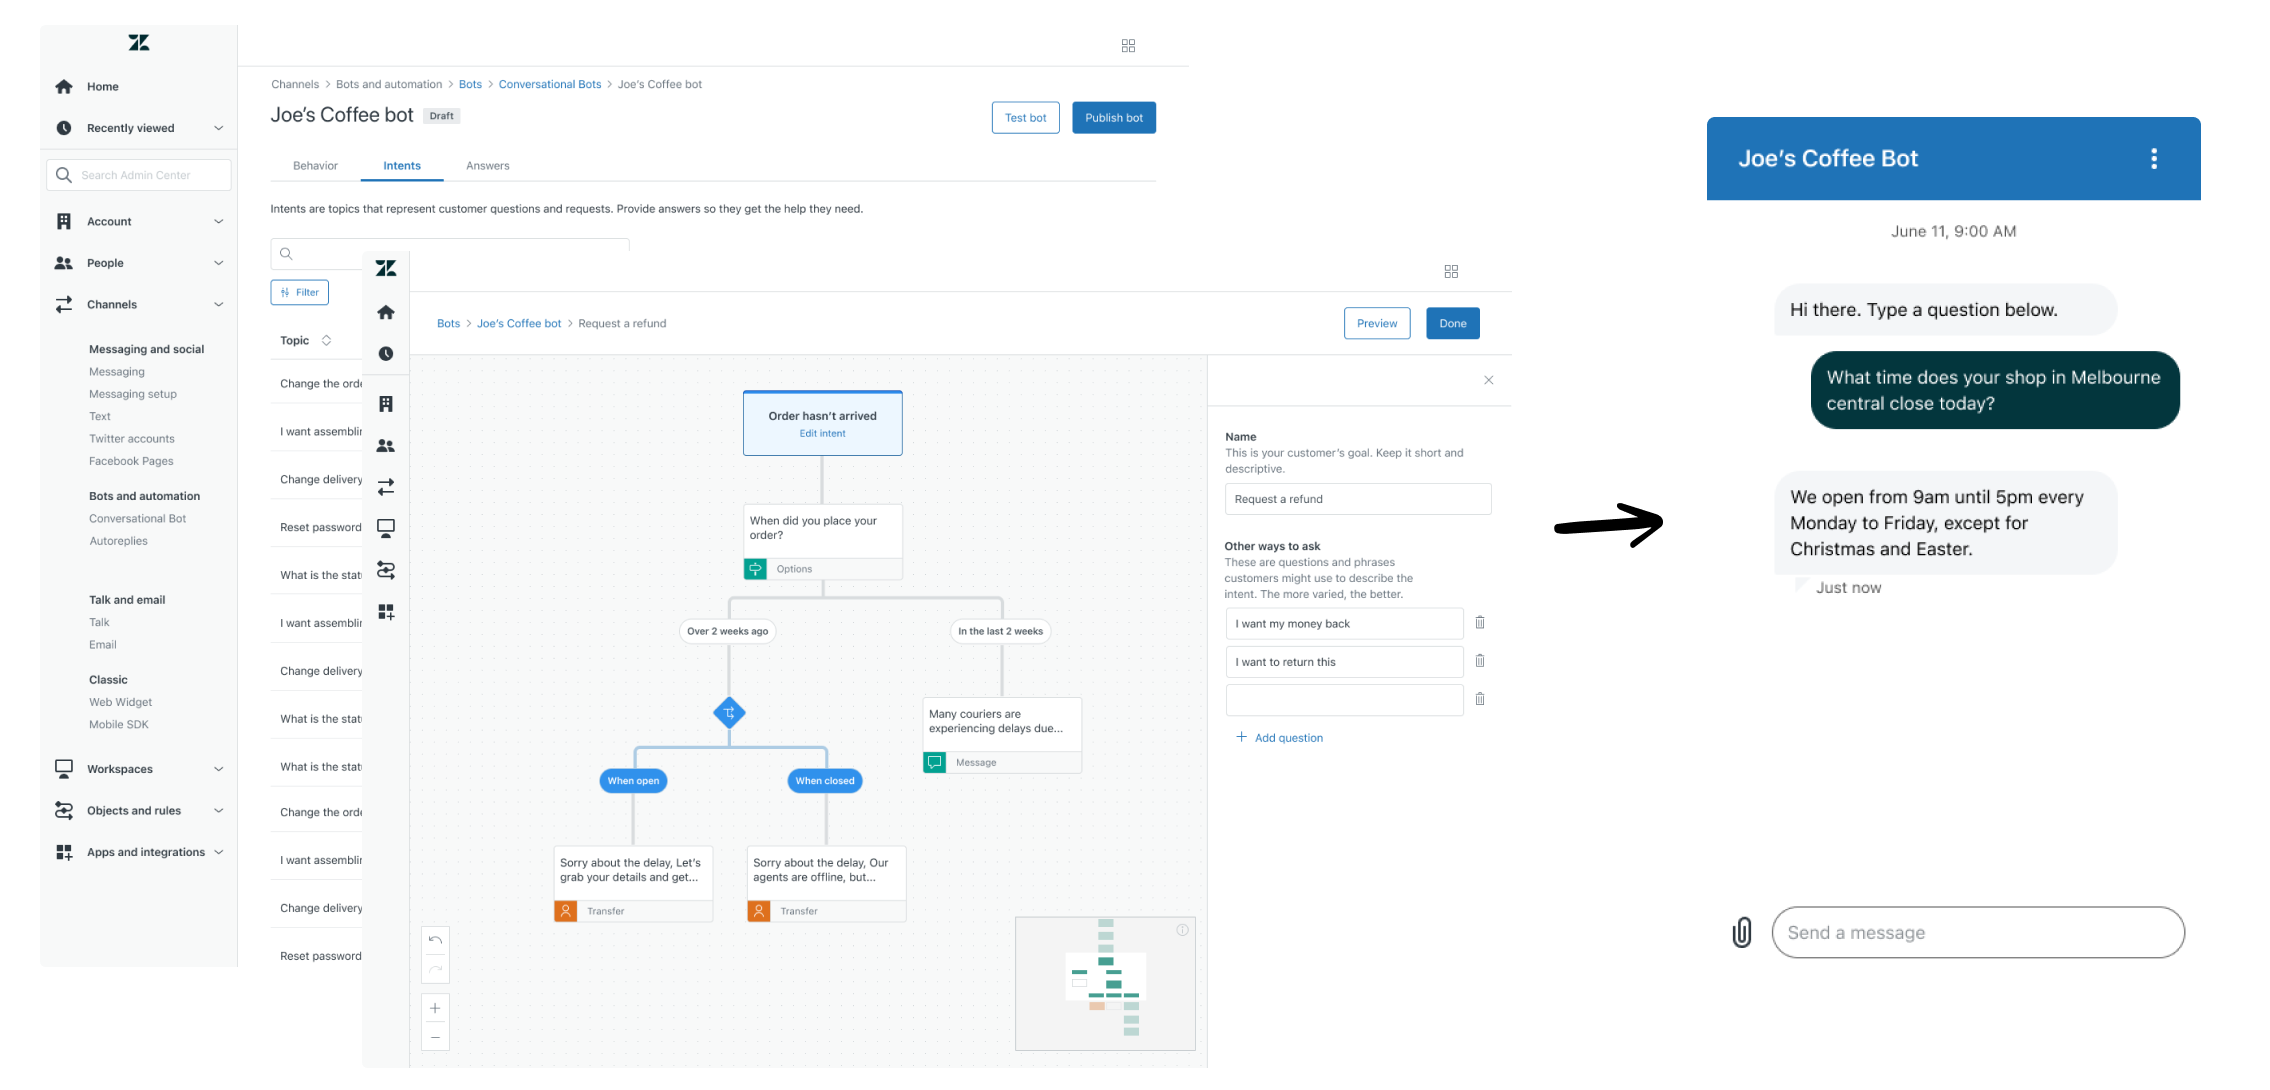 Home
Recently viewed
Search Admin Center
Account
People
Channels
Messaging and social
Messaging
Messaging setup
Text
Twitter accounts
Facebook Pages
Bots and automation
Conversational Bot
Autoreplies
Talk and email
Talk
Email
Classic
Web Widget
Mobile SDK
Workspaces
Objects and rules
Apps and integrations
Channels > Bots and automation > Bots > Conversational Bots > Joe's Coffee bot
Joe's Coffee bot Draft
Test bot Publish bot
Behavior Intents Answers
Intents are topics that represent customer questions and requests. Provide answers so they get the help they need.
Filter
Topic
Change the orde
I want assemblin
Change delivery
Reset password
What is the stat
I want assemblin
Change delivery
What is the stat
What is the stat
Change the orde
I want assemblin
Change delivery
Reset password
Bots > Joe's Coffee bot > Request a refund
Preview Done
Order hasn't arrived
Edit intent
When did you place your
order?
Options
Over 2 weeks ago
In the last 2 weeks
Many couriers are
experiencing delays due...
Message
When open
When closed
Sorry about the delay, Let's
grab your details and get...
Transfer
Sorry about the delay, Our
agents are offline, but...
Transfer
Name
This is your customer's goal. Keep it short and
descriptive.
Request a refund
Other ways to ask
These are questions and phrases
customers might use to describe the
intent. The more varied, the better.
I want my money back
I want to return this
+ Add question
Joe's Coffee Bot
June 11, 9:00 AM
Hi there. Type a question below.
What time does your shop in Melbourne
central close today?
We open from 9am until 5pm every
Monday to Friday, except for
Christmas and Easter.
Just now
Send a message